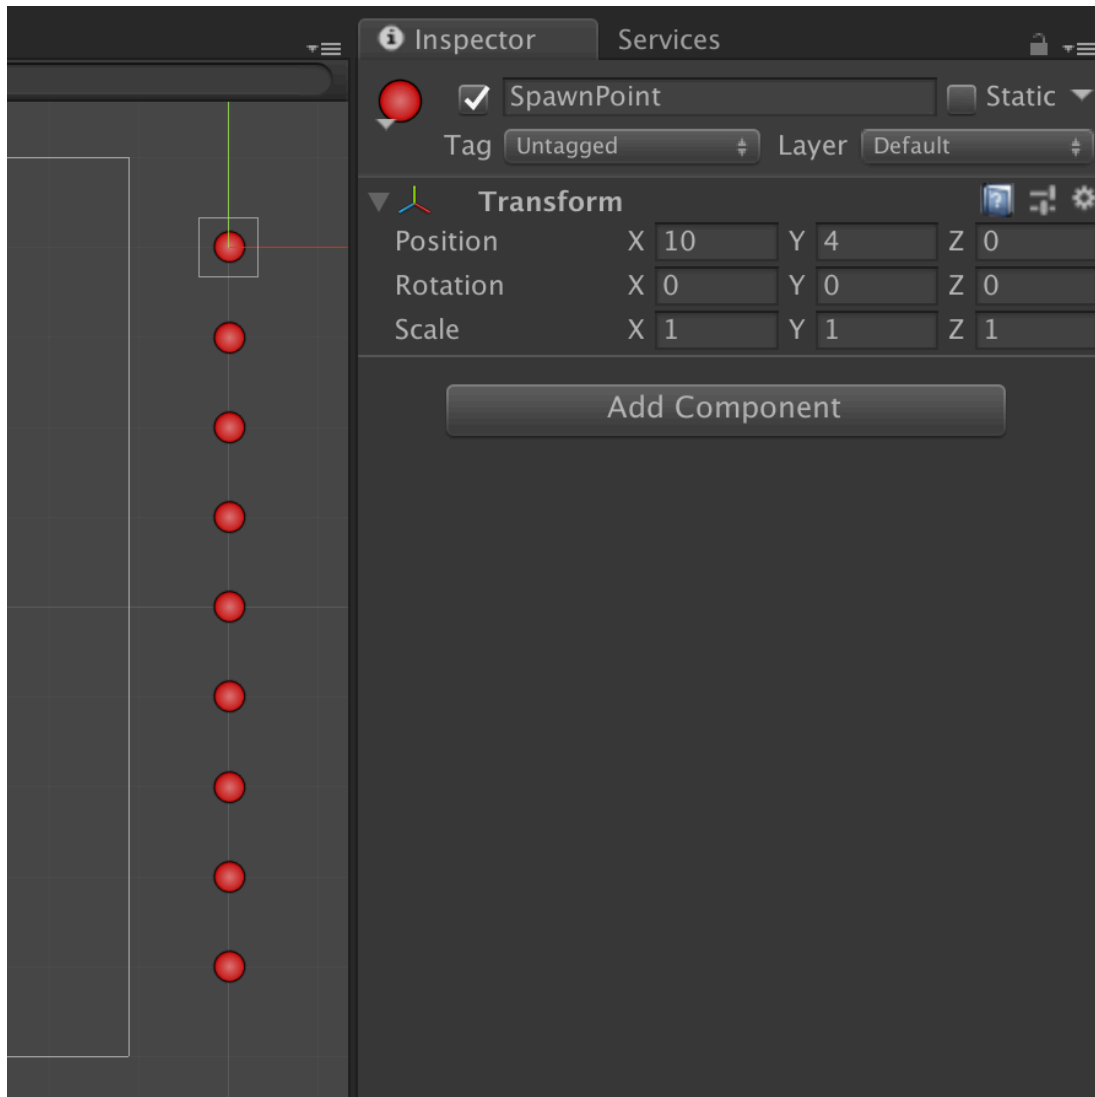 Inspector Services
SpawnPoint Static
Tag Untagged Layer Default
Transform
Position X 10 Y 4 Z 0
Rotation X 0 Y 0 Z 0
Scale X 1 Y 1 Z 1
Add Component